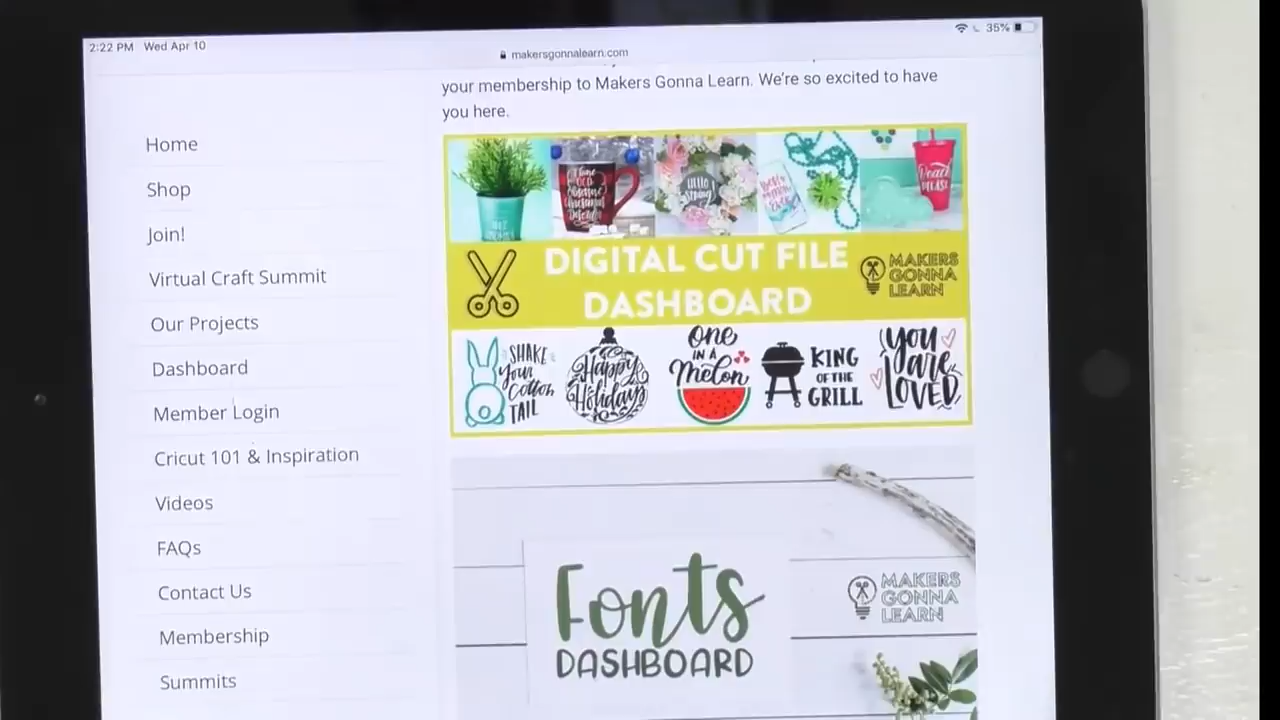 2:22 PM Wed Apr 10
35%
makersgonnalearn.com
your membership to Makers Gonna Learn. We're so excited to have
you here.
Home
Shop
Join!
Virtual Craft Summit
Our Projects
Dashboard
Member Login
Cricut 101 & Inspiration
Videos
FAQs
Contact Us
Membership
Summits
HELLO
spring
DIGITAL CUT FILE
DASHBOARD
MAKERS
GONNA
LEARN
SHAKE
your
cotton
TAIL
Happy
Holidays
one
IN A
Melon
KING
OF THE
GRILL
you
are
LOVED
Fonts
DASHBOARD
MAKERS
GONNA
LEARN